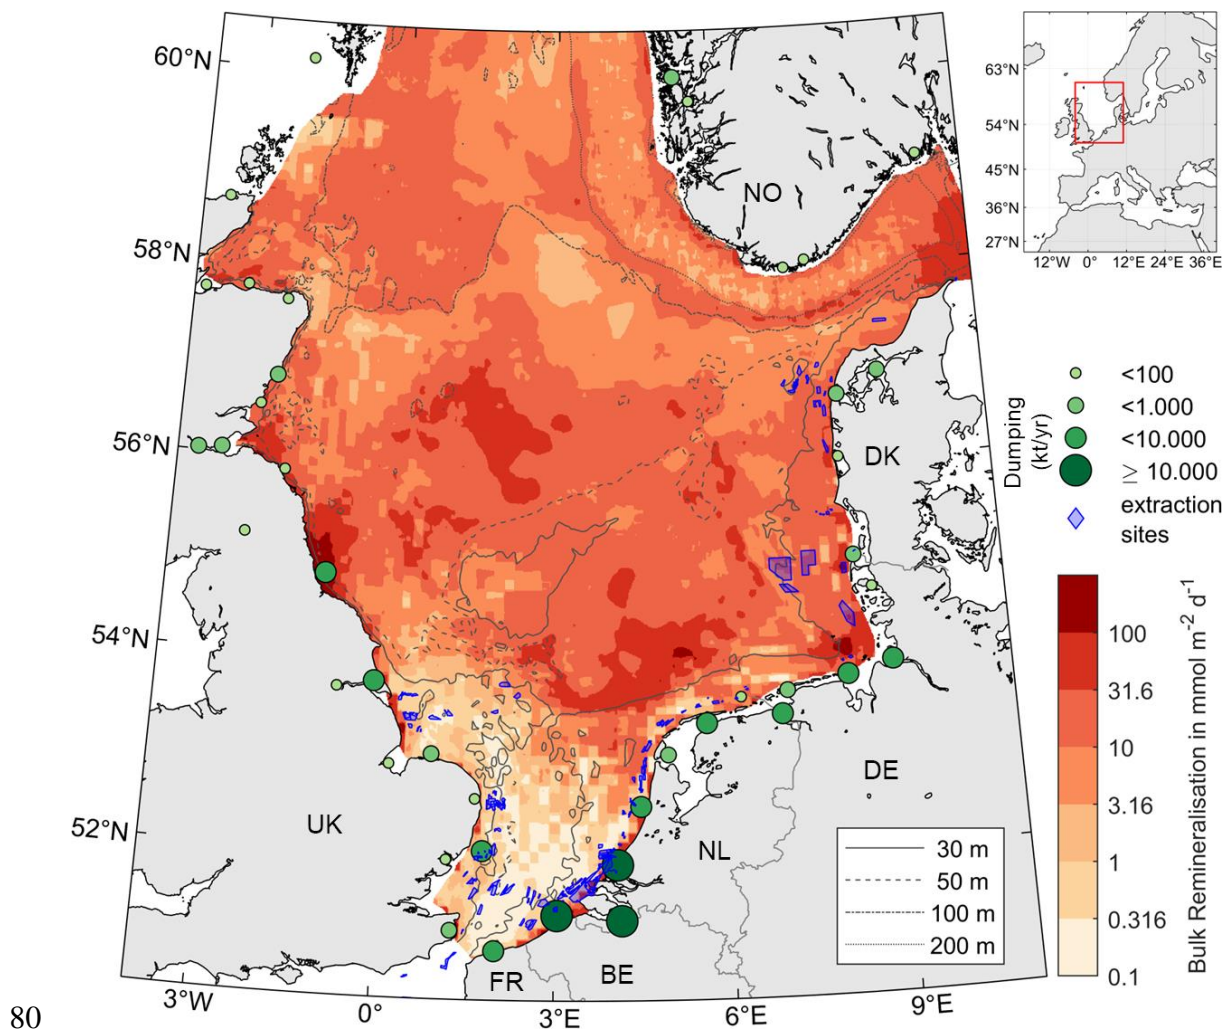 60°N
58°N
56°N
54°N
52°N
3°W
0°
3°E
6°E
9°E
NO
DK
DE
NL
BE
FR
UK
63°N
54°N
45°N
36°N
27°N
12°W
0°
12°E
24°E
36°E
Dumping
(kt/yr)
<100
<1.000
<10.000
≥ 10.000
extraction
sites
100
31.6
10
3.16
1
0.316
0.1
Bulk Remineralisation in mmol m⁻² d⁻¹
30 m
50 m
100 m
200 m
80